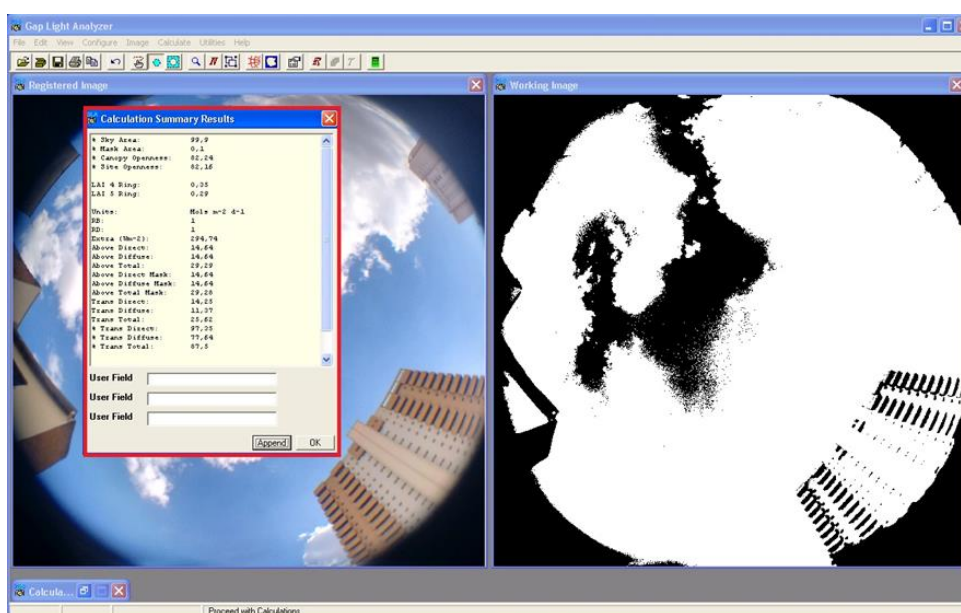 Gap Light Analyzer
File Edit View Configure Image Calculate Utilities Help
Registered Image
Working Image
Calculation Summary Results
% Sky Area: 99,9
% Mask Area: 0,1
% Canopy Openness: 82,24
% Site Openness: 82,16
LAI 4 Ring: 0,35
LAI 5 Ring: 0,29
Units: Mols m-2 d-1
RB: 1
RD: 1
Extra (Wm-2): 294,74
Above Direct: 14,64
Above Diffuse: 14,64
Above Total: 29,29
Above Direct Mask: 14,64
Above Diffuse Mask: 14,64
Above Total Mask: 29,28
Trans Direct: 14,25
Trans Diffuse: 11,37
Trans Total: 25,62
% Trans Direct: 97,35
% Trans Diffuse: 77,64
% Trans Total: 87,5
User Field
User Field
User Field
Append OK
Calcula...
Proceed with Calculations